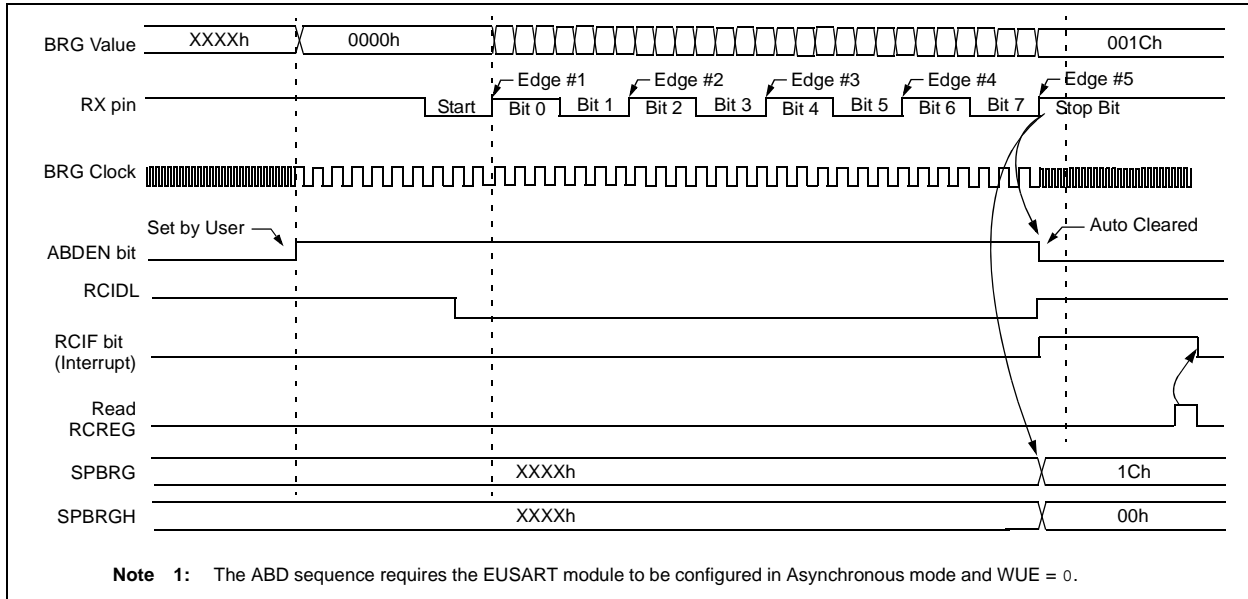 BRG Value
XXXXh
0000h
001Ch
Edge #1
Edge #2
Edge #3
Edge #4
Edge #5
RX pin
Start
Bit 0
Bit 1
Bit 2
Bit 3
Bit 4
Bit 5
Bit 6
Bit 7
Stop Bit
BRG Clock
Set by User
Auto Cleared
ABDEN bit
RCIDL
RCIF bit
(Interrupt)
Read
RCREG
SPBRG
XXXXh
1Ch
SPBRGH
XXXXh
00h
Note 1: The ABD sequence requires the EUSART module to be configured in Asynchronous mode and WUE = 0.